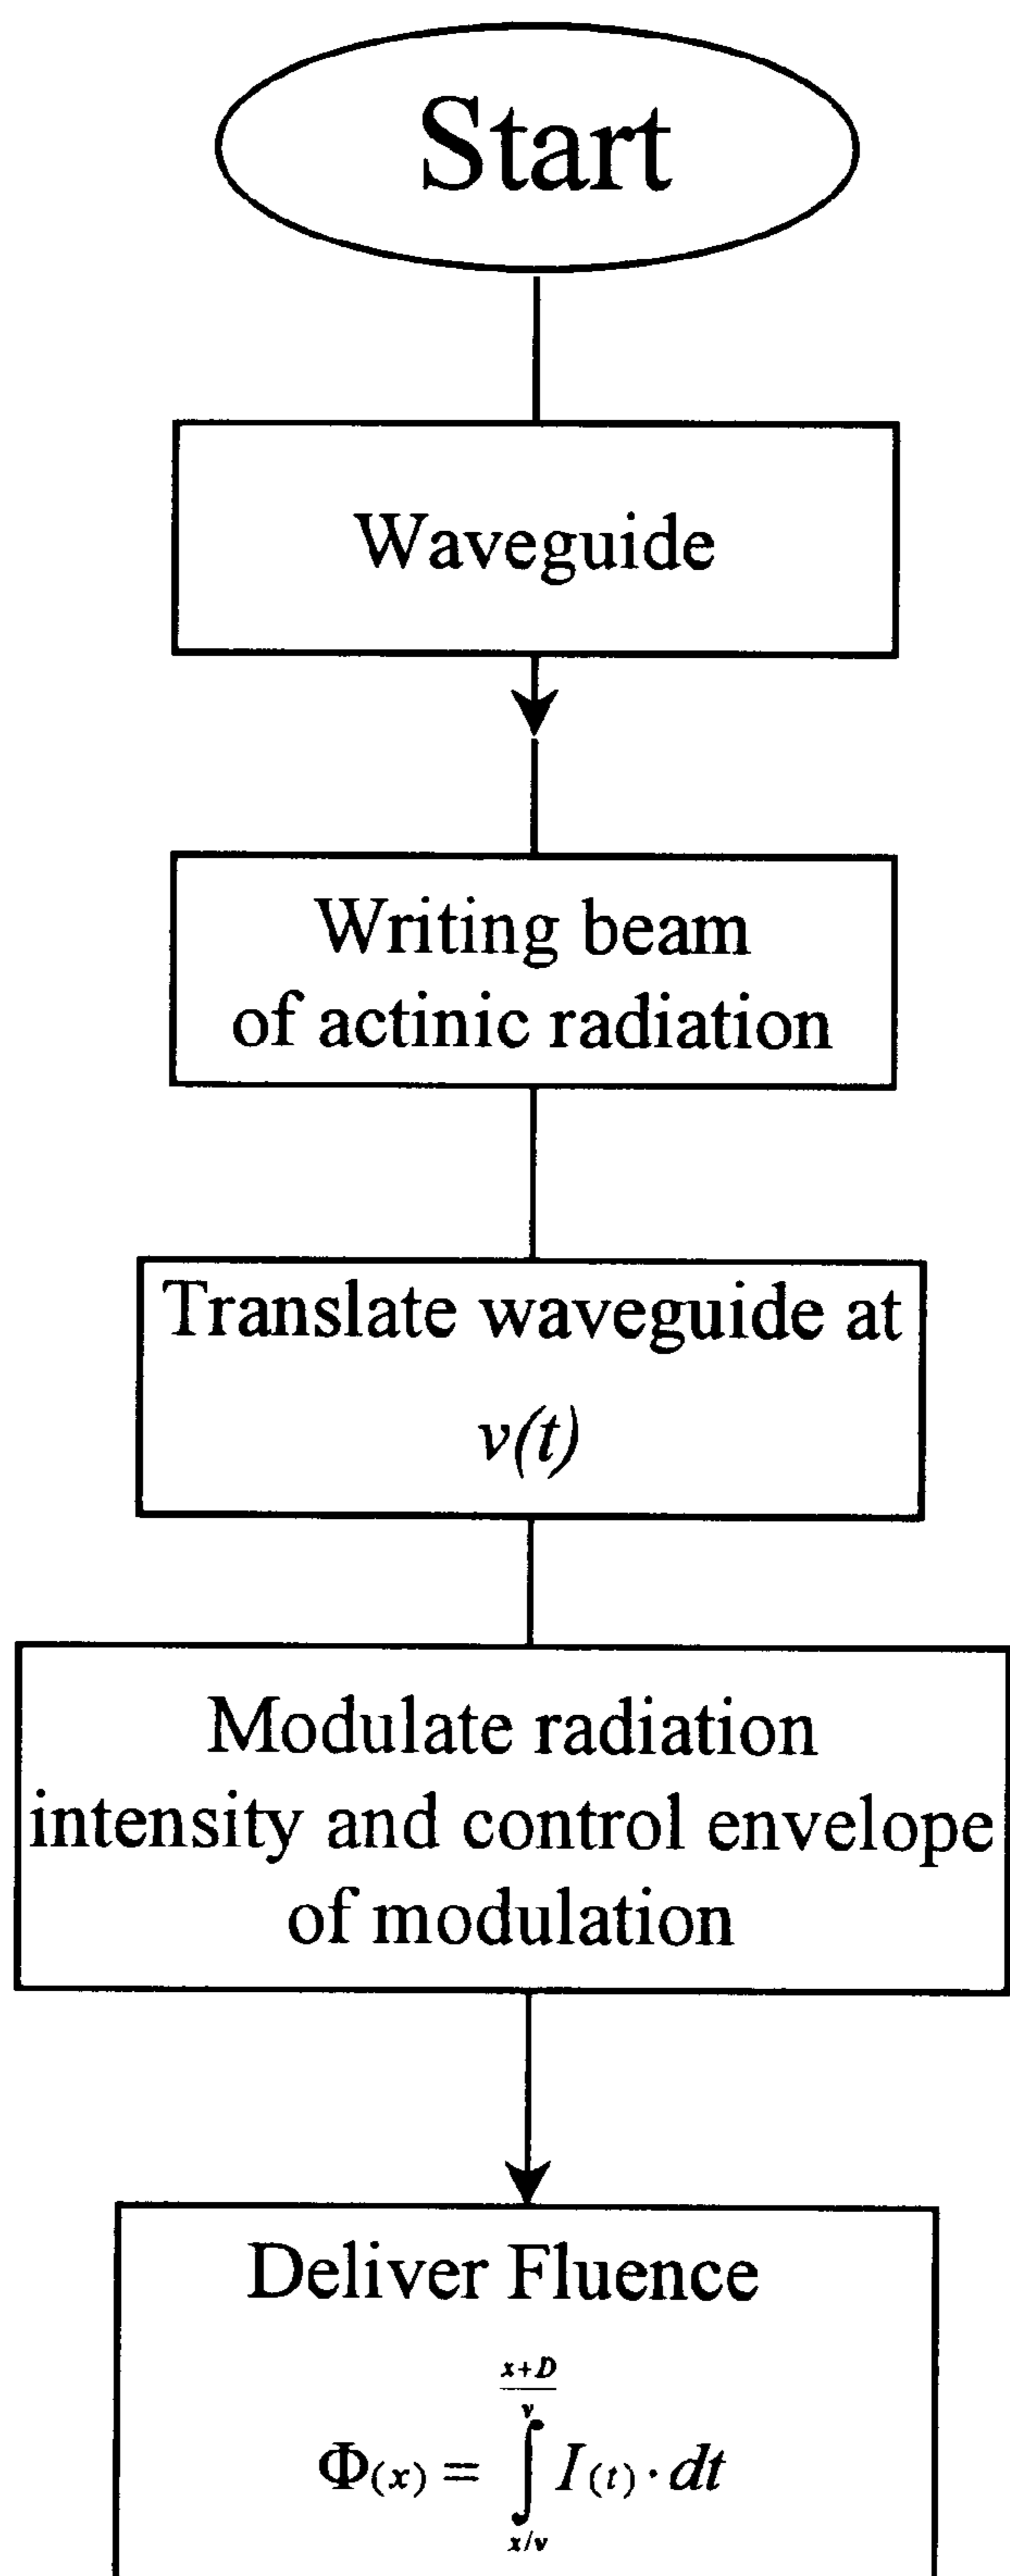 Start
Waveguide
Writing beam
of actinic radiation
Translate waveguide at
v(t)
Modulate radiation
intensity and control envelope
of modulation
Deliver Fluence
x+D
v
Φ(x) = ∫ I(t) · dt
x/v